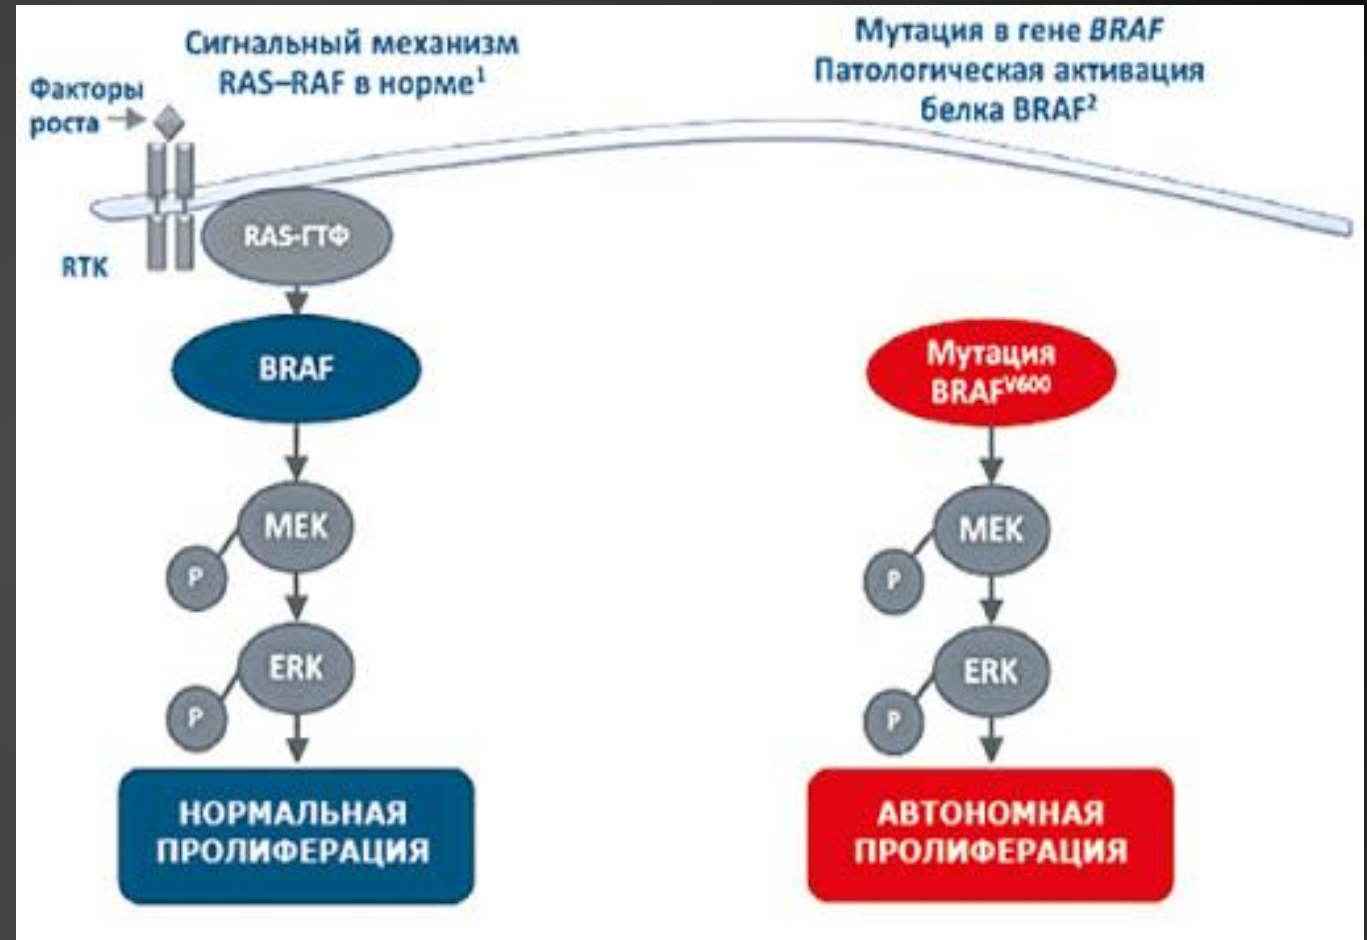 Сигнальный механизм
RAS–RAF в норме¹
Мутация в гене BRAF
Патологическая активация
белка BRAF²
Факторы
роста
RTK
RAS-ГТФ
BRAF
MEK
P
ERK
P
НОРМАЛЬНАЯ
ПРОЛИФЕРАЦИЯ
Мутация
BRAFV600
MEK
P
ERK
P
АВТОНОМНАЯ
ПРОЛИФЕРАЦИЯ